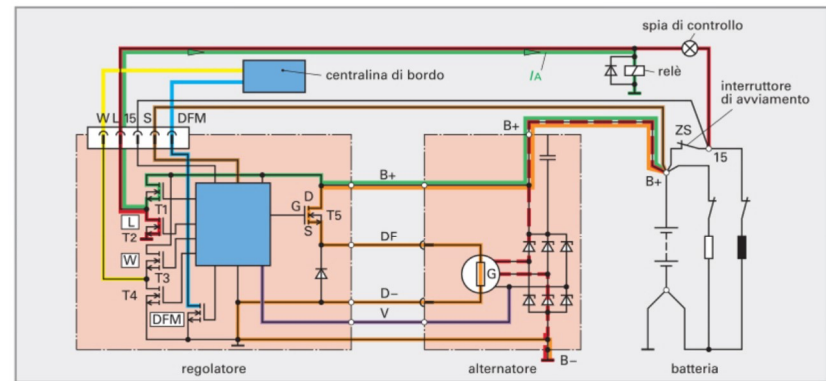 spia di controllo
centralina di bordo
IA
relè
interruttore
di avviamento
W L 15 S DFM
B+
ZS
15
B+
B+
D
G
T5
S
T1
L
T2
W
T3
T4
DFM
DF
G
D−
V
B−
regolatore
alternatore
batteria